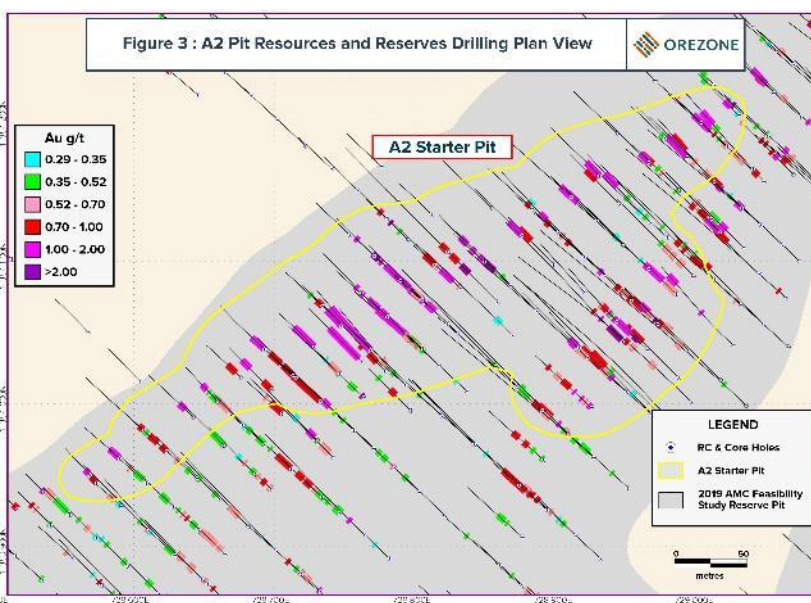 Figure 3 : A2 Pit Resources and Reserves Drilling Plan View
OREZONE
A2 Starter Pit
Au g/t
0.29 - 0.35
0.35 - 0.52
0.52 - 0.70
0.70 - 1.00
1.00 - 2.00
>2.00
LEGEND
RC & Core Holes
A2 Starter Pit
2019 AMC Feasibility
Study Reserve Pit
0 50
metres